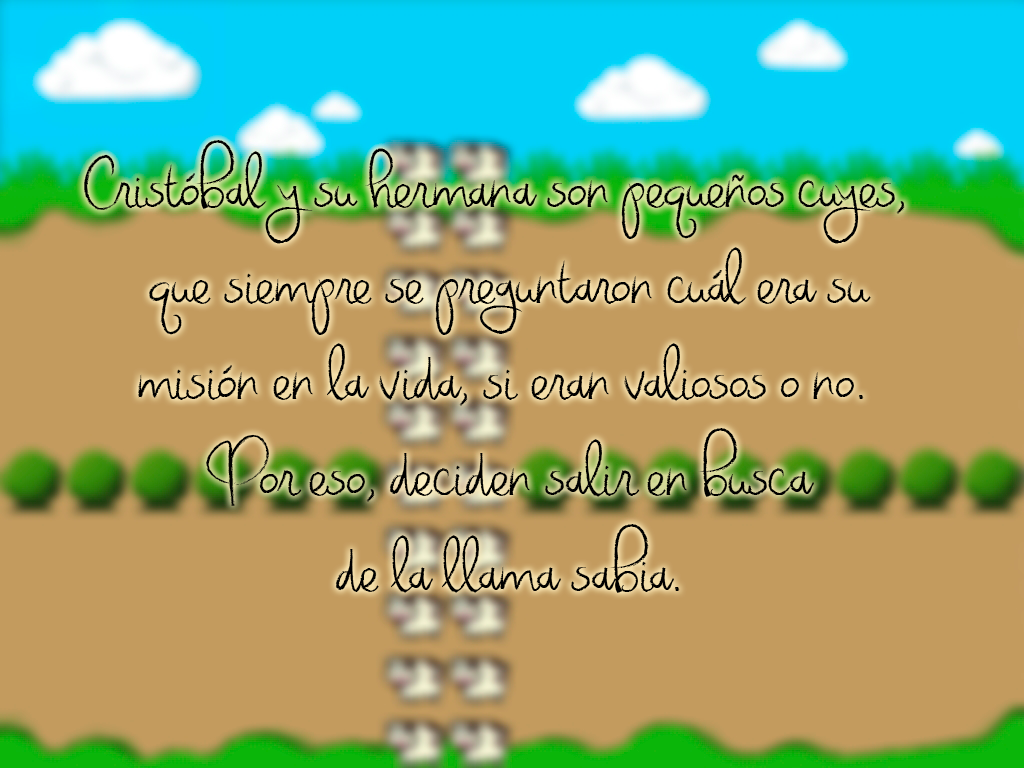 Cristóbal y su hermana son pequeños cuyes,
que siempre se preguntaron cuál era su
misión en la vida, si eran valiosos o no.
Por eso, deciden salir en busca
de la llama sabia.